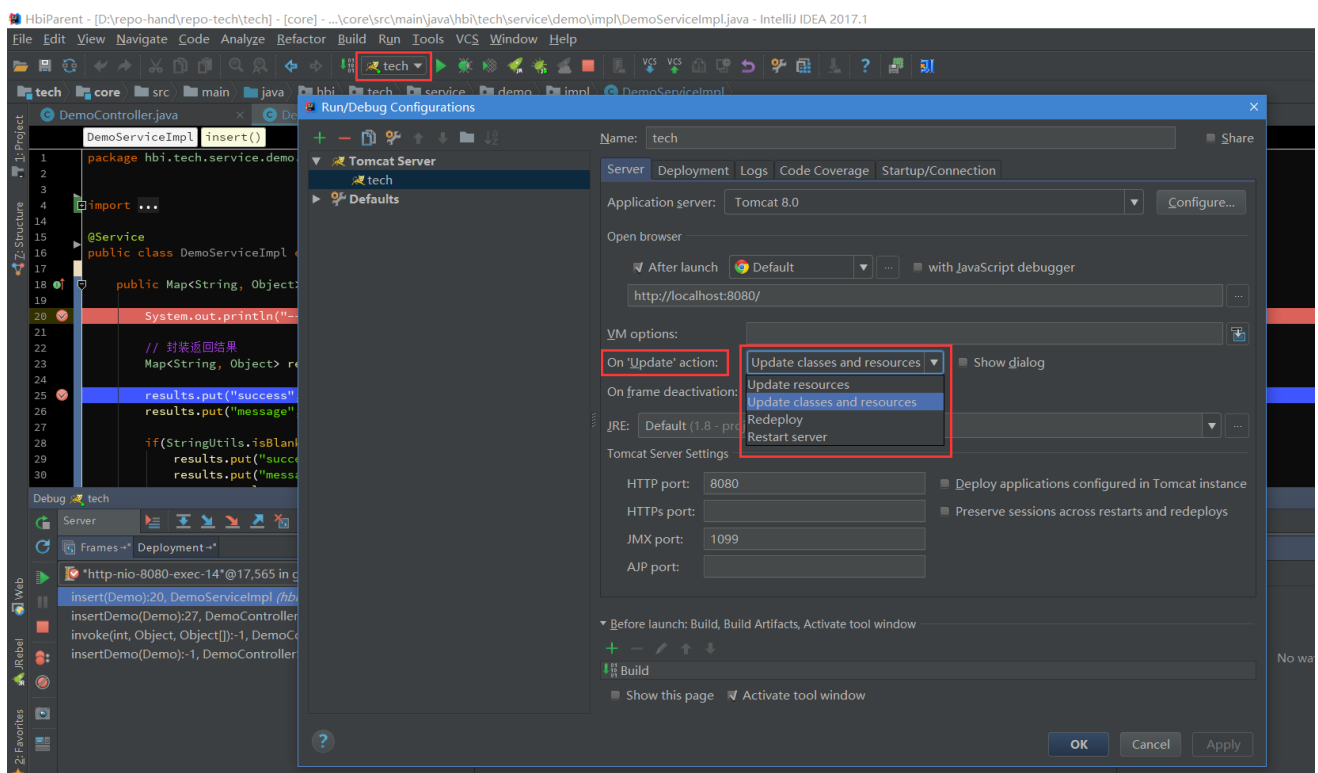 HbiParent - [D:\repo-hand\repo-tech\tech] - [core] - ...\core\src\main\java\hbi\tech\service\demo\impl\DemoServiceImpl.java - IntelliJ IDEA 2017.1
File Edit View Navigate Code Analyze Refactor Build Run Tools VCS Window Help
tech
tech core src main java hbi tech service demo impl DemoServiceImpl
DemoController.java
DemoServiceImpl insert()
1 package hbi.tech.service.demo.
2
3
4 import ...
14
15 @Service
16 public class DemoServiceImpl
17
18 public Map<String, Object>
19
20 System.out.println("--
21
22 // 封装返回结果
23 Map<String, Object> re
24
25 results.put("success"
26 results.put("message"
27
28 if(StringUtils.isBlank
29 results.put("succe
30 results.put("messa
1: Project
Z: Structure
Web
JRebel
2: Favorites
Debug tech
Server
Frames Deployment
"http-nio-8080-exec-14"@17,565 in g
insert(Demo):20, DemoServiceImpl (hbi
insertDemo(Demo):27, DemoController
invoke(int, Object, Object[]):-1, DemoCo
insertDemo(Demo):-1, DemoController
No wa
Run/Debug Configurations
Tomcat Server
tech
Defaults
Name: tech
Share
Server Deployment Logs Code Coverage Startup/Connection
Application server: Tomcat 8.0 Configure...
Open browser
After launch Default ... with JavaScript debugger
http://localhost:8080/ ...
VM options:
On 'Update' action: Update classes and resources Show dialog
Update resources
On frame deactivation: Update classes and resources
Redeploy
JRE: Default (1.8 - pro ...
Restart server
Tomcat Server Settings
HTTP port: 8080 Deploy applications configured in Tomcat instance
HTTPs port: Preserve sessions across restarts and redeploys
JMX port: 1099
AJP port:
Before launch: Build, Build Artifacts, Activate tool window
Build
Show this page Activate tool window
OK Cancel Apply